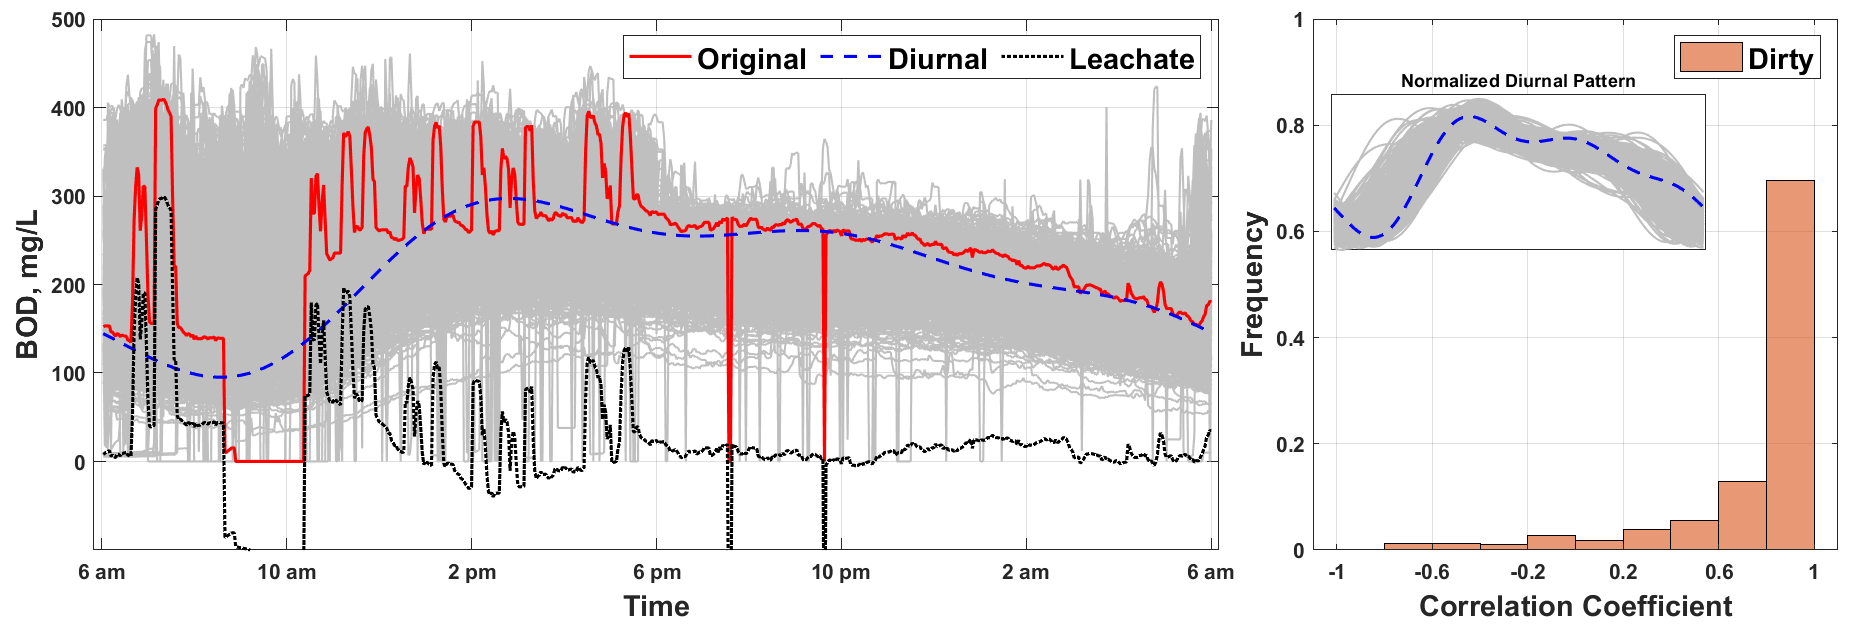 500
400
300
200
100
0
BOD, mg/L
Original Diurnal Leachate
6 am 10 am 2 pm 6 pm 10 pm 2 am 6 am
Time
1
0.8
0.6
0.4
0.2
0
Frequency
Dirty
Normalized Diurnal Pattern
-1 -0.6 -0.2 0.2 0.6 1
Correlation Coefficient